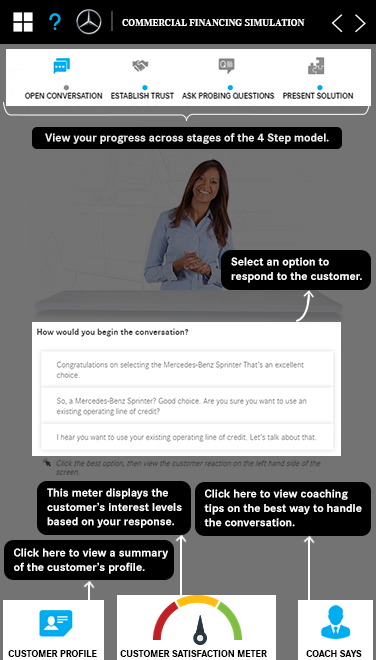 ?
COMMERCIAL FINANCING SIMULATION
OPEN CONVERSATION
ESTABLISH TRUST
ASK PROBING QUESTIONS
PRESENT SOLUTION
View your progress across stages of the 4 Step model.
Select an option to
respond to the customer.
How would you begin the conversation?
Congratulations on selecting the Mercedes-Benz Sprinter That's an excellent
choice.
So, a Mercedes-Benz Sprinter? Good choice. Are you sure you want to use an
existing operating line of credit?
I hear you want to use your existing operating line of credit. Let's talk about that.
Click the best option, then view the customer reaction on the left hand side of the
screen.
This meter displays the
customer's interest levels
based on your response.
Click here to view coaching
tips on the best way to handle
the conversation.
Click here to view a summary
of the customer's profile.
CUSTOMER PROFILE
CUSTOMER SATISFACTION METER
COACH SAYS